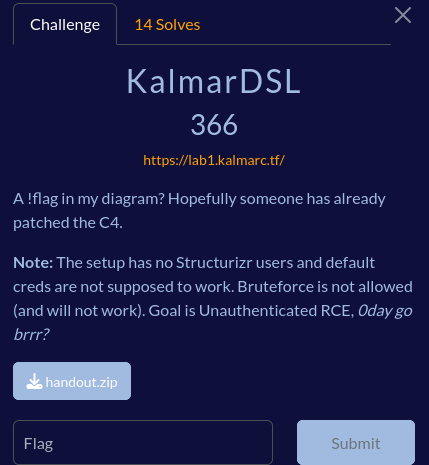 Challenge
14 Solves
KalmarDSL
366
https://lab1.kalmarc.tf/
A !flag in my diagram? Hopefully someone has already
patched the C4.
Note: The setup has no Structurizr users and default
creds are not supposed to work. Bruteforce is not allowed
(and will not work). Goal is Unauthenticated RCE, 0day go
brrr?
handout.zip
Flag
Submit